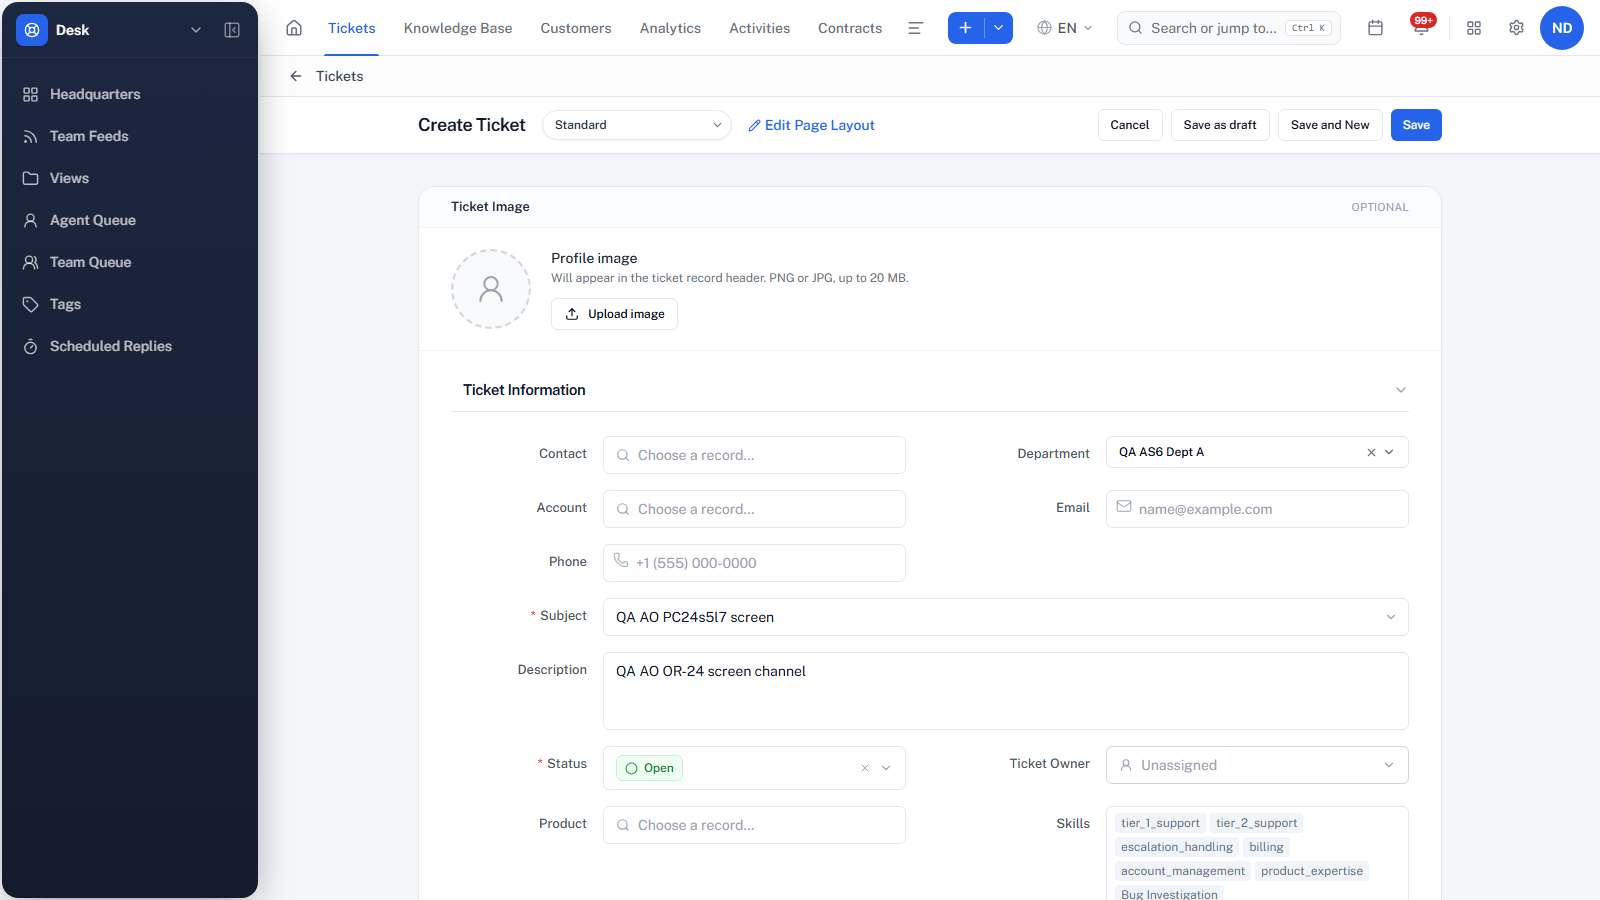 Desk
Headquarters
Team Feeds
Views
Agent Queue
Team Queue
Tags
Scheduled Replies
Tickets
Knowledge Base
Customers
Analytics
Activities
Contracts
EN
Search or jump to...
Ctrl K
99+
ND
Tickets
Create Ticket
Standard
Edit Page Layout
Cancel
Save as draft
Save and New
Save
Ticket Image
OPTIONAL
Profile image
Will appear in the ticket record header. PNG or JPG, up to 20 MB.
Upload image
Ticket Information
Contact
Choose a record...
Department
QA AS6 Dept A
Account
Choose a record...
Email
name@example.com
Phone
+1 (555) 000-0000
* Subject
QA AO PC24s5l7 screen
Description
QA AO OR-24 screen channel
* Status
Open
Ticket Owner
Unassigned
Product
Choose a record...
Skills
tier_1_support
tier_2_support
escalation_handling
billing
account_management
product_expertise
Bug Investigation